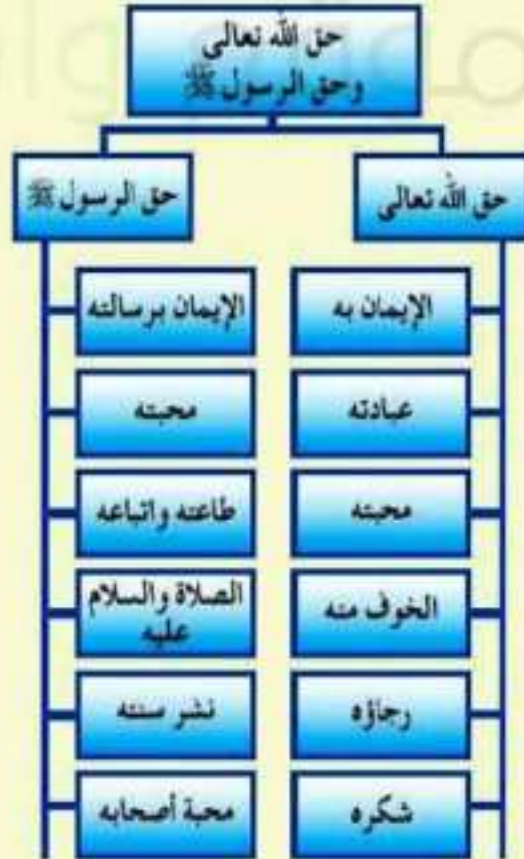 حق الله تعالى
وحق الرسول ﷺ
حق الله تعالى
الإيمان به
عبادته
محبته
الخوف منه
رجاؤه
شكره
حق الرسول ﷺ
الإيمان برسالته
محبته
طاعته واتباعه
الصلاة والسلام
عليه
نشر سنته
محبة أصحابه